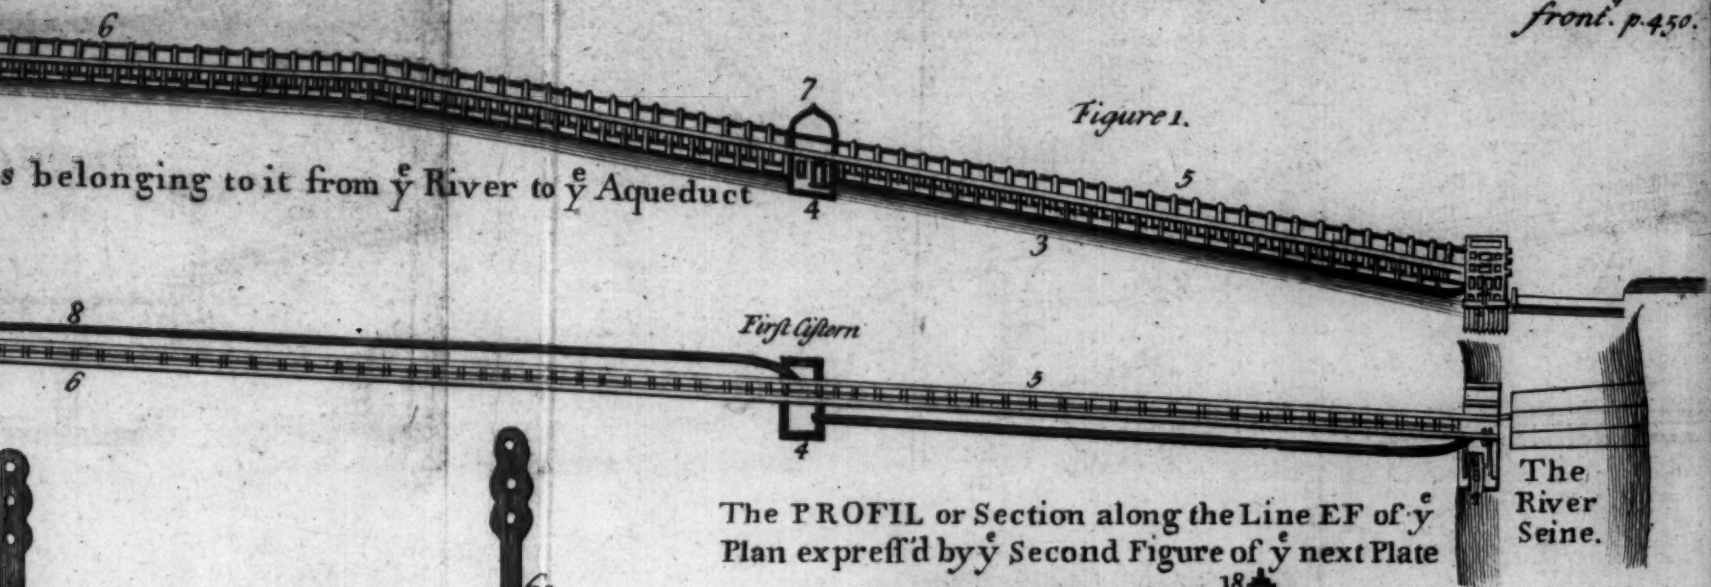 front. p.450.
6
7
Figure 1.
s belonging to it from yͤ River to yͤ Aqueduct
5
4
3
8
First Cistern
6
5
4
The PROFIL or Section along the Line EF of yͤ
Plan express'd by yͤ Second Figure of yͤ next Plate
The
River
Seine.
18